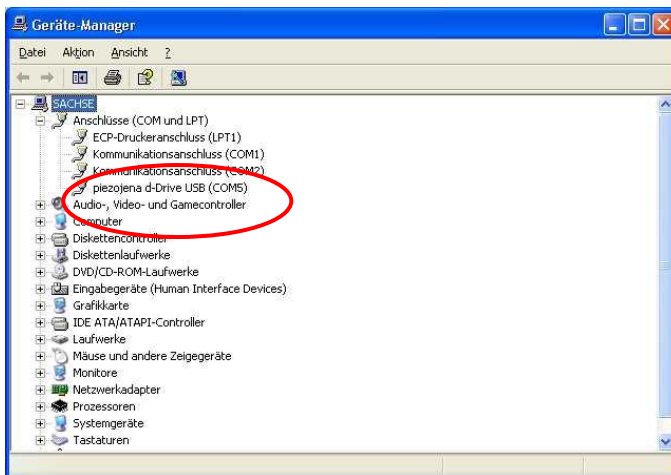 Geräte-Manager
Datei Aktion Ansicht ?
SACHSE
Anschlüsse (COM und LPT)
ECP-Druckeranschluss (LPT1)
Kommunikationsanschluss (COM1)
Kommunikationsanschluss (COM2)
piezojena d-Drive USB (COM5)
Audio-, Video- und Gamecontroller
Computer
Diskettencontroller
Diskettenlaufwerke
DVD/CD-ROM-Laufwerke
Eingabegeräte (Human Interface Devices)
Grafikkarte
IDE ATA/ATAPI-Controller
Laufwerke
Mäuse und andere Zeigegeräte
Monitore
Netzwerkadapter
Prozessoren
Systemgeräte
Tastaturen